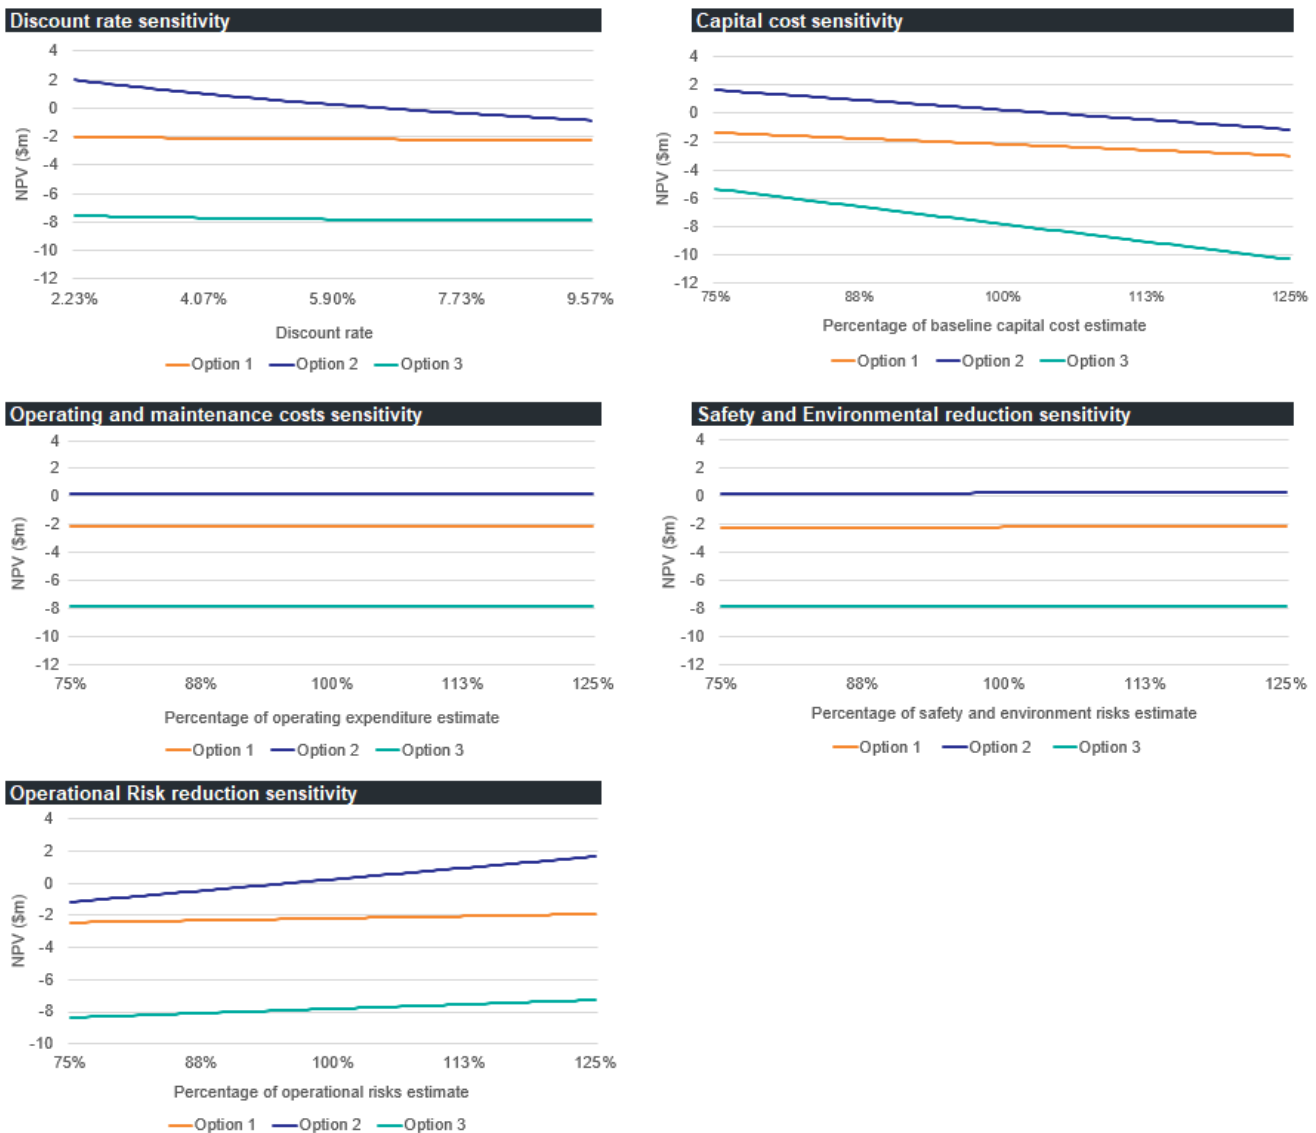 Discount rate sensitivity
4
2
0
-2
-4
-6
-8
-10
-12
NPV ($m)
2.23% 4.07% 5.90% 7.73% 9.57%
Discount rate
Option 1 Option 2 Option 3
Capital cost sensitivity
4
2
0
-2
-4
-6
-8
-10
-12
NPV ($m)
75% 88% 100% 113% 125%
Percentage of baseline capital cost estimate
Option 1 Option 2 Option 3
Operating and maintenance costs sensitivity
4
2
0
-2
-4
-6
-8
-10
-12
NPV ($m)
75% 88% 100% 113% 125%
Percentage of operating expenditure estimate
Option 1 Option 2 Option 3
Safety and Environmental reduction sensitivity
4
2
0
-2
-4
-6
-8
-10
-12
NPV ($m)
75% 88% 100% 113% 125%
Percentage of safety and environment risks estimate
Option 1 Option 2 Option 3
Operational Risk reduction sensitivity
4
2
0
-2
-4
-6
-8
-10
NPV ($m)
75% 88% 100% 113% 125%
Percentage of operational risks estimate
Option 1 Option 2 Option 3